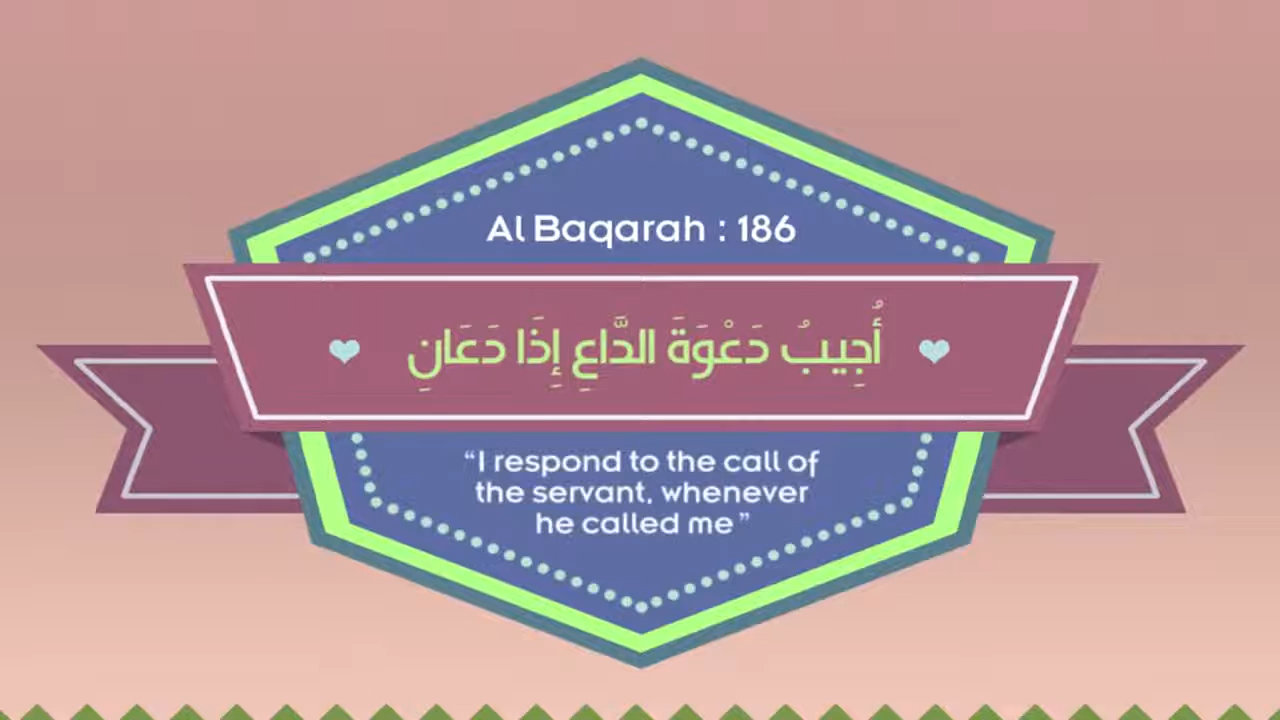 Al Baqarah : 186
أُجِيبُ دَعْوَةَ الدَّاعِ إِذَا دَعَانِ
“I respond to the call of
the servant, whenever
he called me”